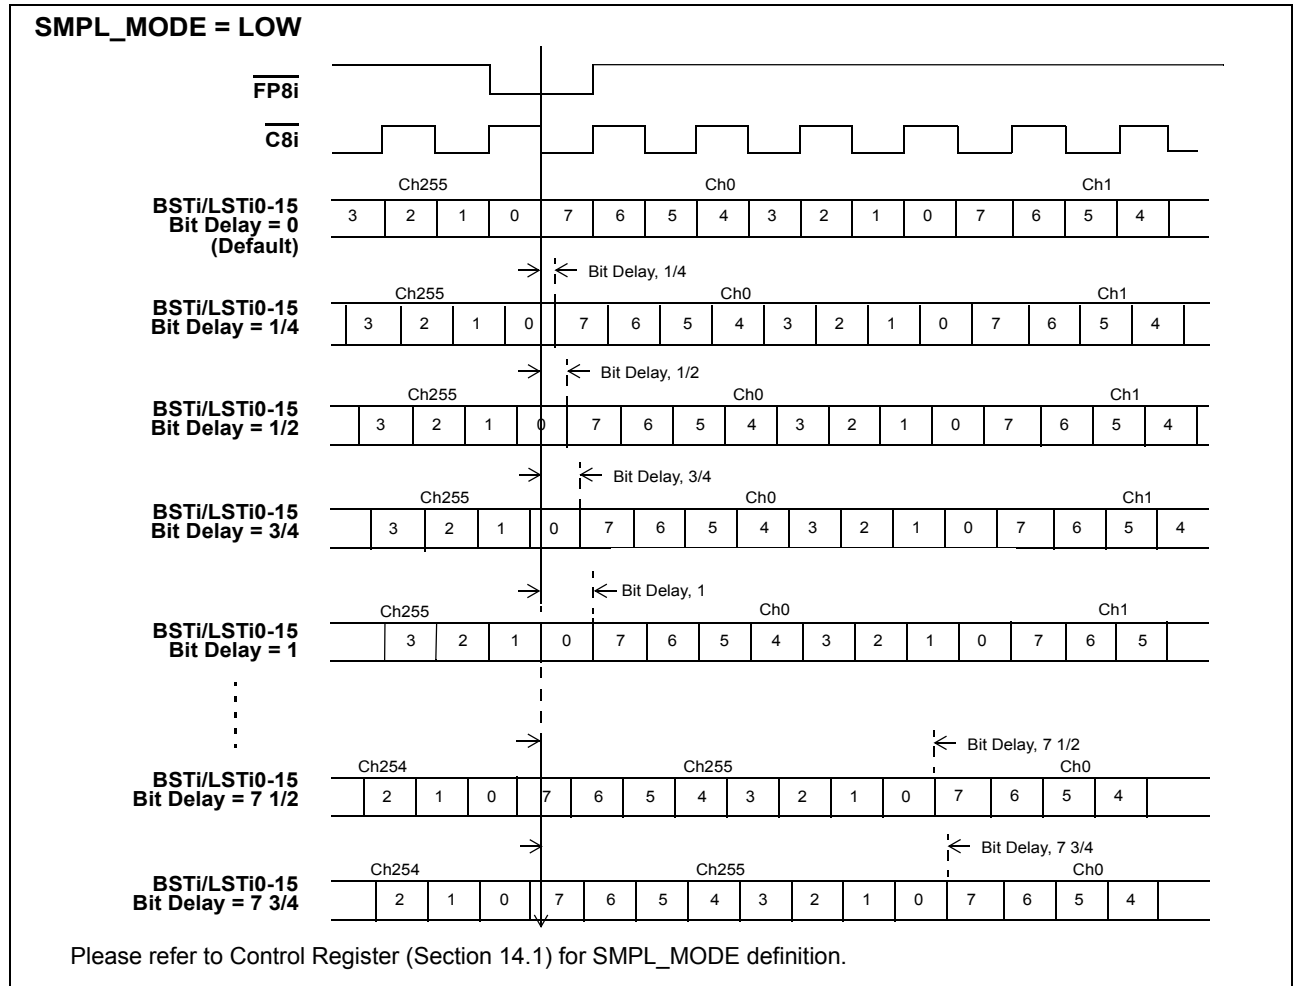 SMPL_MODE = LOW
FP8i
C8i
Ch255 Ch0 Ch1
BSTi/LSTi0-15
Bit Delay = 0
(Default)
3 2 1 0 7 6 5 4 3 2 1 0 7 6 5 4
Bit Delay, 1/4
Ch255 Ch0 Ch1
BSTi/LSTi0-15
Bit Delay = 1/4
3 2 1 0 7 6 5 4 3 2 1 0 7 6 5 4
Bit Delay, 1/2
Ch255 Ch0 Ch1
BSTi/LSTi0-15
Bit Delay = 1/2
3 2 1 0 7 6 5 4 3 2 1 0 7 6 5 4
Bit Delay, 3/4
Ch255 Ch0 Ch1
BSTi/LSTi0-15
Bit Delay = 3/4
3 2 1 0 7 6 5 4 3 2 1 0 7 6 5 4
Bit Delay, 1
Ch255 Ch0 Ch1
BSTi/LSTi0-15
Bit Delay = 1
3 2 1 0 7 6 5 4 3 2 1 0 7 6 5
Bit Delay, 7 1/2
Ch254 Ch255 Ch0
BSTi/LSTi0-15
Bit Delay = 7 1/2
2 1 0 7 6 5 4 3 2 1 0 7 6 5 4
Bit Delay, 7 3/4
Ch254 Ch255 Ch0
BSTi/LSTi0-15
Bit Delay = 7 3/4
2 1 0 7 6 5 4 3 2 1 0 7 6 5 4
Please refer to Control Register (Section 14.1) for SMPL_MODE definition.